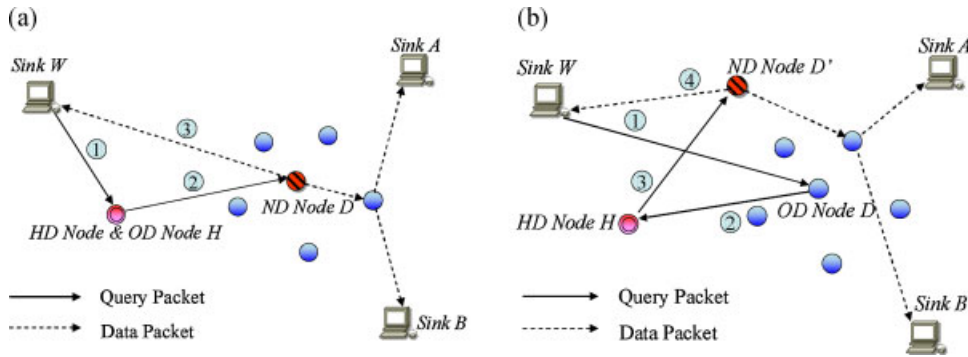 (a)
Sink W
Sink A
1
2
3
ND Node D
HD Node & OD Node H
Query Packet
Data Packet
Sink B
(b)
Sink W
ND Node D'
Sink A
4
1
3
HD Node H
2
OD Node D
Query Packet
Data Packet
Sink B